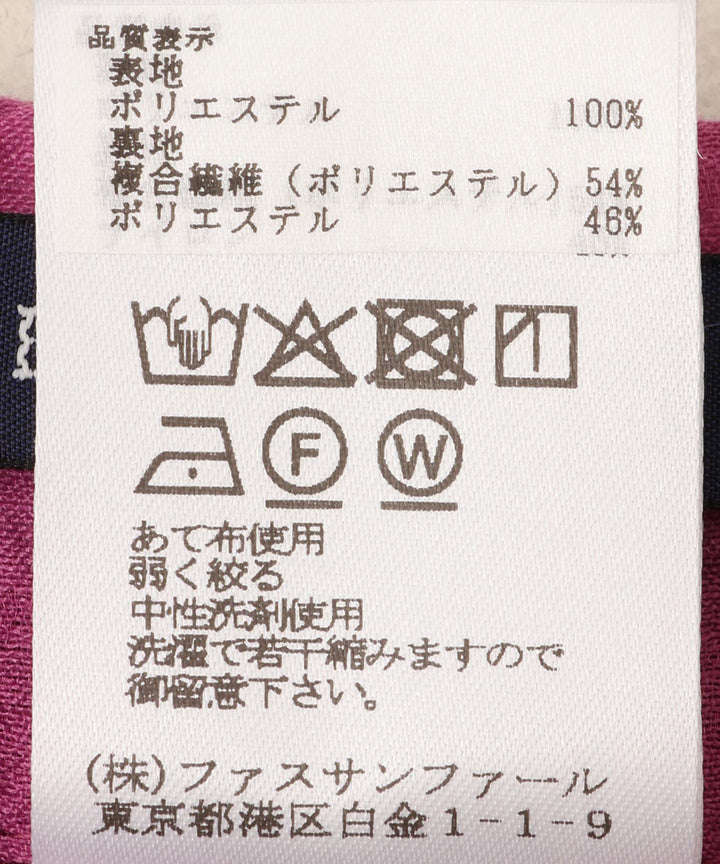 品質表示
表地
ポリエステル 100%
裏地
複合繊維(ポリエステル) 54%
ポリエステル 46%
F W
あて布使用
弱く絞る
中性洗剤使用
洗濯で若干縮みますので
御留意下さい。
(株)ファスサンファール
東京都港区白金1-1-9